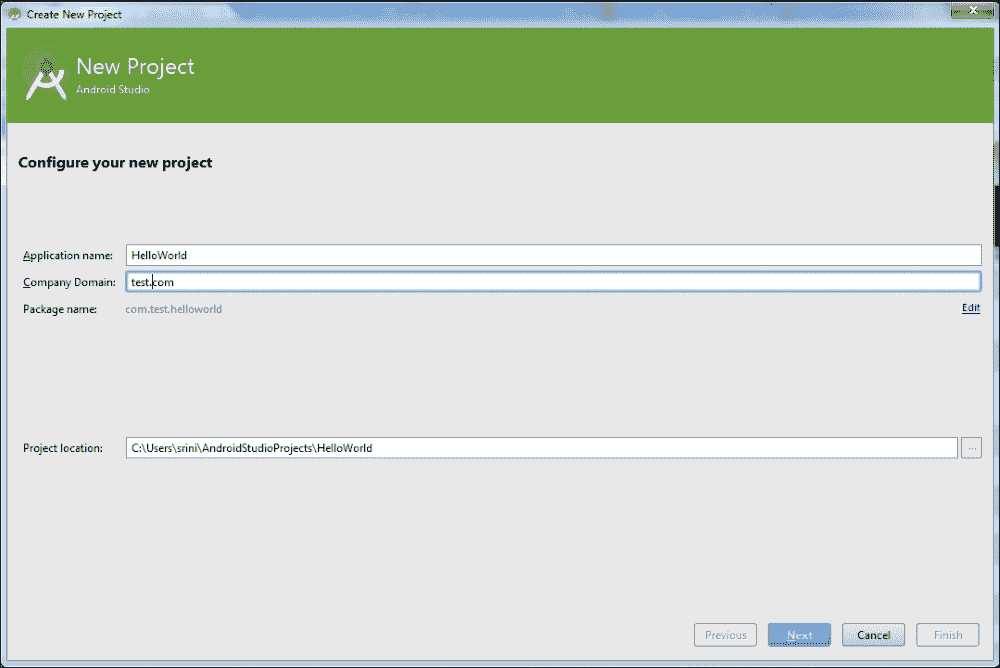 Create New Project
New Project
Android Studio
Configure your new project
Application name: HelloWorld
Company Domain: test.com
Package name: com.test.helloworld Edit
Project location: C:\Users\srini\AndroidStudioProjects\HelloWorld ...
Previous Next Cancel Finish